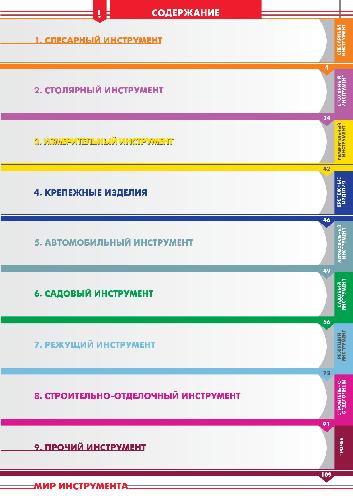 ! СОДЕРЖАНИЕ
1. СЛЕСАРНЫЙ ИНСТРУМЕНТ
СЛЕСАРНЫЙ ИНСТРУМЕНТ
4
2. СТОЛЯРНЫЙ ИНСТРУМЕНТ
СТОЛЯРНЫЙ ИНСТРУМЕНТ
34
3. ИЗМЕРИТЕЛЬНЫЙ ИНСТРУМЕНТ
ИЗМЕРИТЕЛЬНЫЙ ИНСТРУМЕНТ
42
4. КРЕПЕЖНЫЕ ИЗДЕЛИЯ
КРЕПЕЖНЫЕ ИЗДЕЛИЯ
46
5. АВТОМОБИЛЬНЫЙ ИНСТРУМЕНТ
АВТОМОБИЛЬНЫЙ ИНСТРУМЕНТ
49
6. САДОВЫЙ ИНСТРУМЕНТ
САДОВЫЙ ИНСТРУМЕНТ
56
7. РЕЖУЩИЙ ИНСТРУМЕНТ
РЕЖУЩИЙ ИНСТРУМЕНТ
73
8. СТРОИТЕЛЬНО-ОТДЕЛОЧНЫЙ ИНСТРУМЕНТ
СТРОИТЕЛЬНО-ОТДЕЛОЧНЫЙ
91
9. ПРОЧИЙ ИНСТРУМЕНТ
ПРОЧЕЕ
109
МИР ИНСТРУМЕНТА